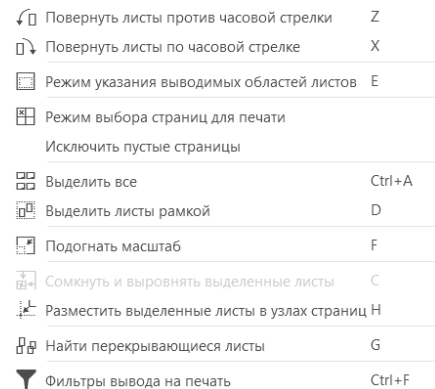 Повернуть листы против часовой стрелки Z
Повернуть листы по часовой стрелке X
Режим указания выводимых областей листов E
Режим выбора страниц для печати
Исключить пустые страницы
Выделить все Ctrl+A
Выделить листы рамкой D
Подогнать масштаб F
Сомкнуть и выровнять выделенные листы C
Разместить выделенные листы в узлах страниц H
Найти перекрывающиеся листы G
Фильтры вывода на печать Ctrl+F